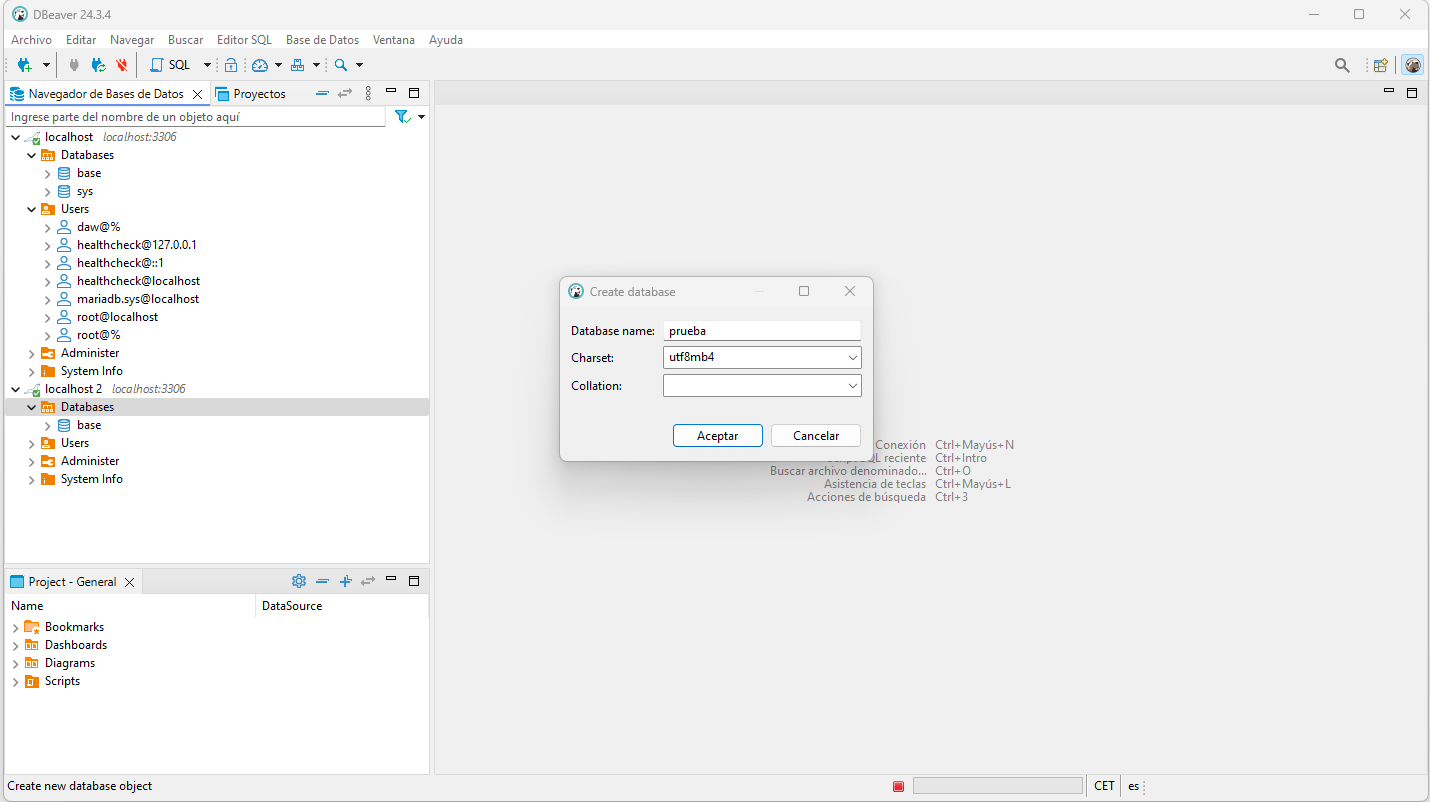 DBeaver 24.3.4
Archivo Editar Navegar Buscar Editor SQL Base de Datos Ventana Ayuda
SQL
Navegador de Bases de Datos Proyectos
Ingrese parte del nombre de un objeto aquí
localhost localhost:3306
Databases
base
sys
Users
daw@%
healthcheck@127.0.0.1
healthcheck@::1
healthcheck@localhost
mariadb.sys@localhost
root@localhost
root@%
Administer
System Info
localhost 2 localhost:3306
Databases
base
Users
Administer
System Info
Create database
Database name: prueba
Charset: utf8mb4
Collation:
Aceptar Cancelar
Conexión Ctrl+Mayús+N
reciente Ctrl+Intro
Buscar archivo denominado... Ctrl+O
Asistencia de teclas Ctrl+Mayús+L
Acciones de búsqueda Ctrl+3
Project - General
Name DataSource
Bookmarks
Dashboards
Diagrams
Scripts
Create new database object CET es